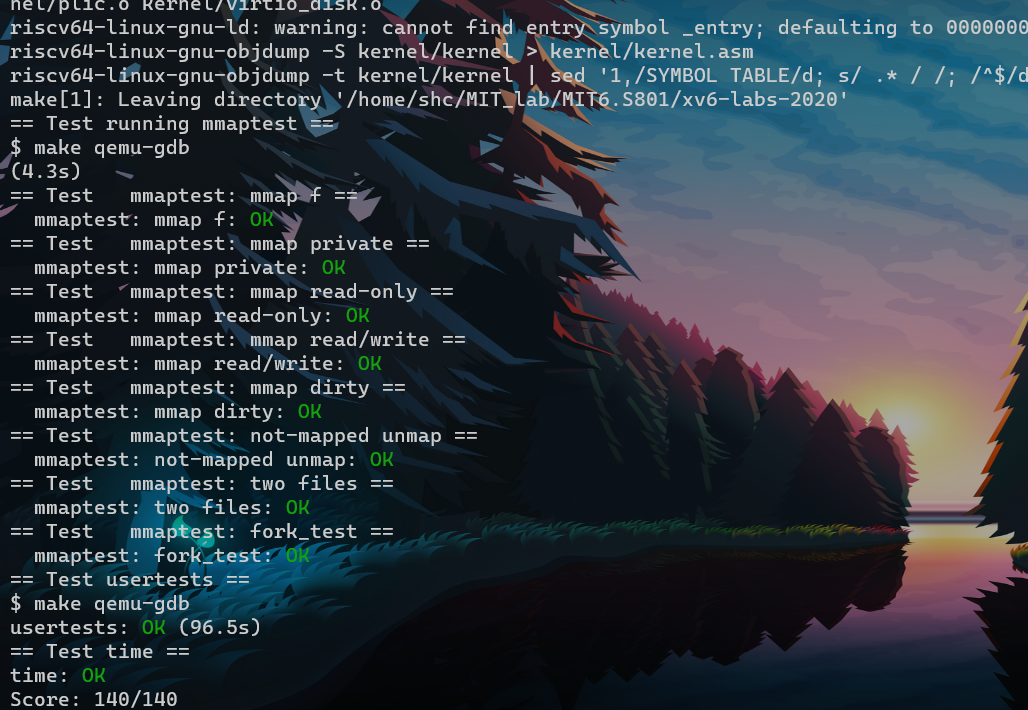 nel/plic.o kernel/virtio_disk.o
riscv64-linux-gnu-ld: warning: cannot find entry symbol _entry; defaulting to 0000000
riscv64-linux-gnu-objdump -S kernel/kernel > kernel/kernel.asm
riscv64-linux-gnu-objdump -t kernel/kernel | sed '1,/SYMBOL TABLE/d; s/ .* / /; /^$/d
make[1]: Leaving directory '/home/shc/MIT_lab/MIT6.S801/xv6-labs-2020'
== Test running mmaptest ==
$ make qemu-gdb
(4.3s)
== Test   mmaptest: mmap f ==
  mmaptest: mmap f: OK
== Test   mmaptest: mmap private ==
  mmaptest: mmap private: OK
== Test   mmaptest: mmap read-only ==
  mmaptest: mmap read-only: OK
== Test   mmaptest: mmap read/write ==
  mmaptest: mmap read/write: OK
== Test   mmaptest: mmap dirty ==
  mmaptest: mmap dirty: OK
== Test   mmaptest: not-mapped unmap ==
  mmaptest: not-mapped unmap: OK
== Test   mmaptest: two files ==
  mmaptest: two files: OK
== Test   mmaptest: fork_test ==
  mmaptest: fork_test: OK
== Test usertests ==
$ make qemu-gdb
usertests: OK (96.5s)
== Test time ==
time: OK
Score: 140/140